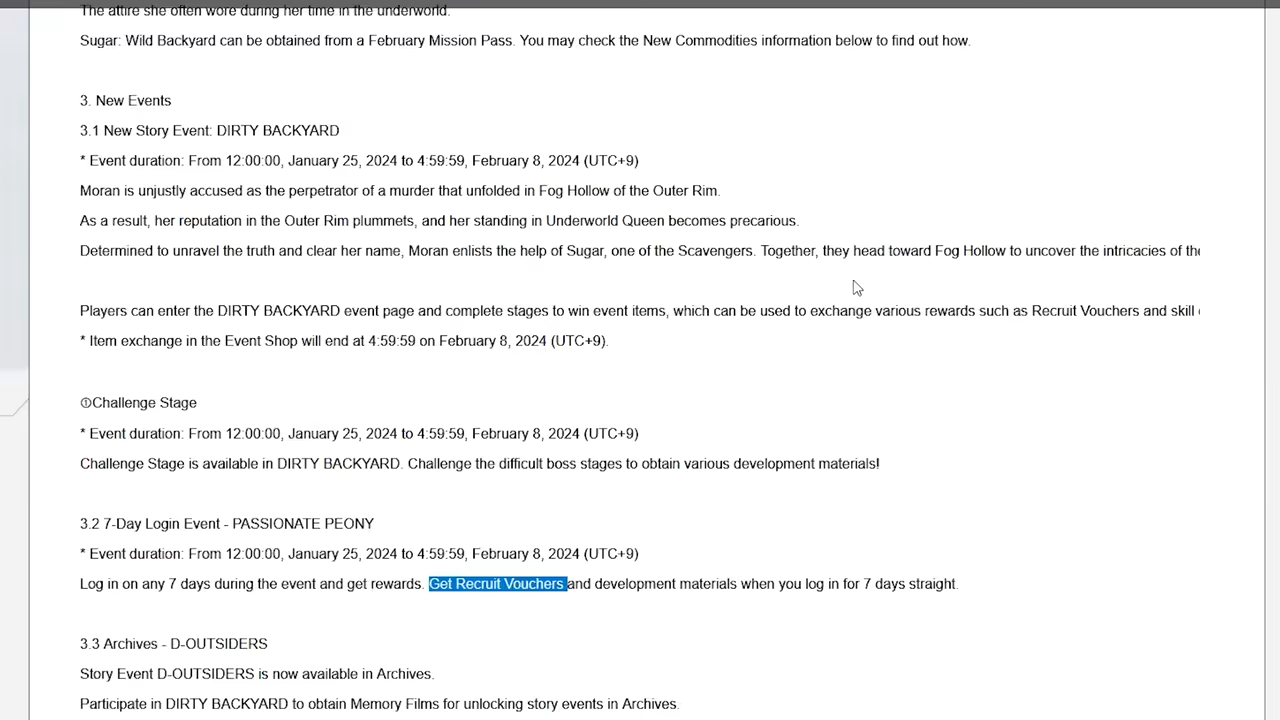 The attire she often wore during her time in the underworld.
Sugar: Wild Backyard can be obtained from a February Mission Pass. You may check the New Commodities information below to find out how.
3. New Events
3.1 New Story Event: DIRTY BACKYARD
* Event duration: From 12:00:00, January 25, 2024 to 4:59:59, February 8, 2024 (UTC+9)
Moran is unjustly accused as the perpetrator of a murder that unfolded in Fog Hollow of the Outer Rim.
As a result, her reputation in the Outer Rim plummets, and her standing in Underworld Queen becomes precarious.
Determined to unravel the truth and clear her name, Moran enlists the help of Sugar, one of the Scavengers. Together, they head toward Fog Hollow to uncover the intricacies of
Players can enter the DIRTY BACKYARD event page and complete stages to win event items, which can be used to exchange various rewards such as Recruit Vouchers and skill
* Item exchange in the Event Shop will end at 4:59:59 on February 8, 2024 (UTC+9).
①Challenge Stage
* Event duration: From 12:00:00, January 25, 2024 to 4:59:59, February 8, 2024 (UTC+9)
Challenge Stage is available in DIRTY BACKYARD. Challenge the difficult boss stages to obtain various development materials!
3.2 7-Day Login Event - PASSIONATE PEONY
* Event duration: From 12:00:00, January 25, 2024 to 4:59:59, February 8, 2024 (UTC+9)
Log in on any 7 days during the event and get rewards. Get Recruit Vouchers and development materials when you log in for 7 days straight.
3.3 Archives - D-OUTSIDERS
Story Event D-OUTSIDERS is now available in Archives.
Participate in DIRTY BACKYARD to obtain Memory Films for unlocking story events in Archives.